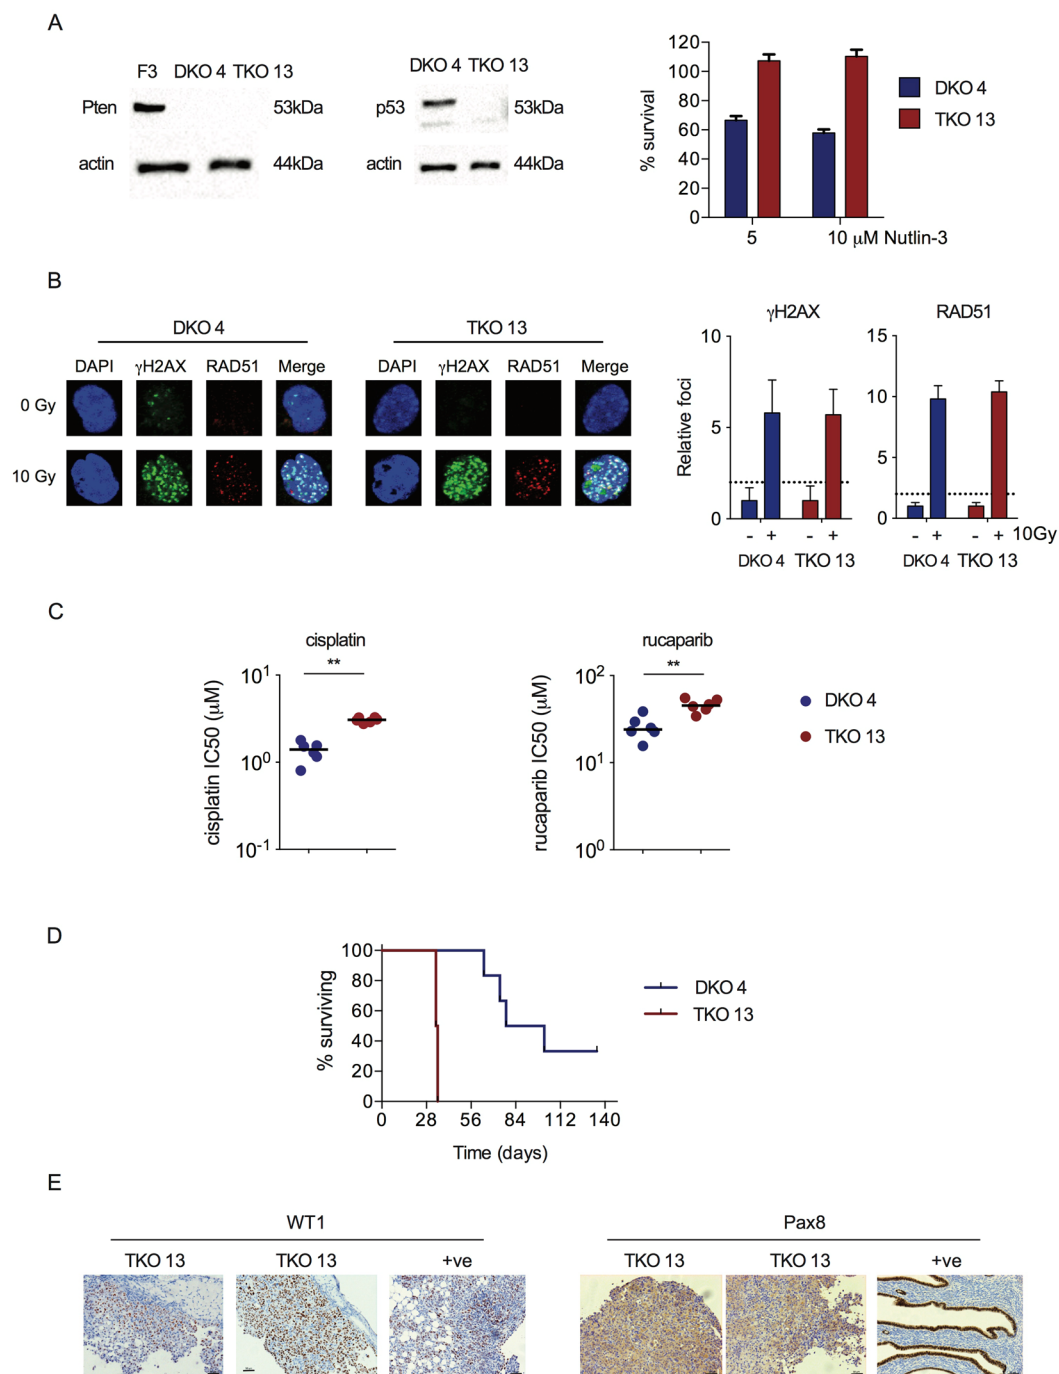 A
F3 DKO 4 TKO 13
Pten 53kDa
actin 44kDa
DKO 4 TKO 13
p53 53kDa
actin 44kDa
% survival
120
100
80
60
40
120
0
5 10 μM Nutlin-3
DKO 4
TKO 13
B
DKO 4 TKO 13
DAPI γH2AX RAD51 Merge DAPI γH2AX RAD51 Merge
0 Gy
10 Gy
γH2AX RAD51
Relative foci
10
5
0
- + - +
DKO 4 TKO 13
15
10
5
0
- + - + 10Gy
DKO 4 TKO 13
C
cisplatin
**
cisplatin IC50 (μM)
10¹
10⁰
10-¹
rucaparib
**
rucaparib IC50 (μM)
10²
10¹
10⁰
DKO 4
TKO 13
D
% surviving
100
80
60
40
20
0
0 28 56 84 112 140
Time (days)
DKO 4
TKO 13
E
WT1 Pax8
TKO 13 TKO 13 +ve TKO 13 TKO 13 +ve